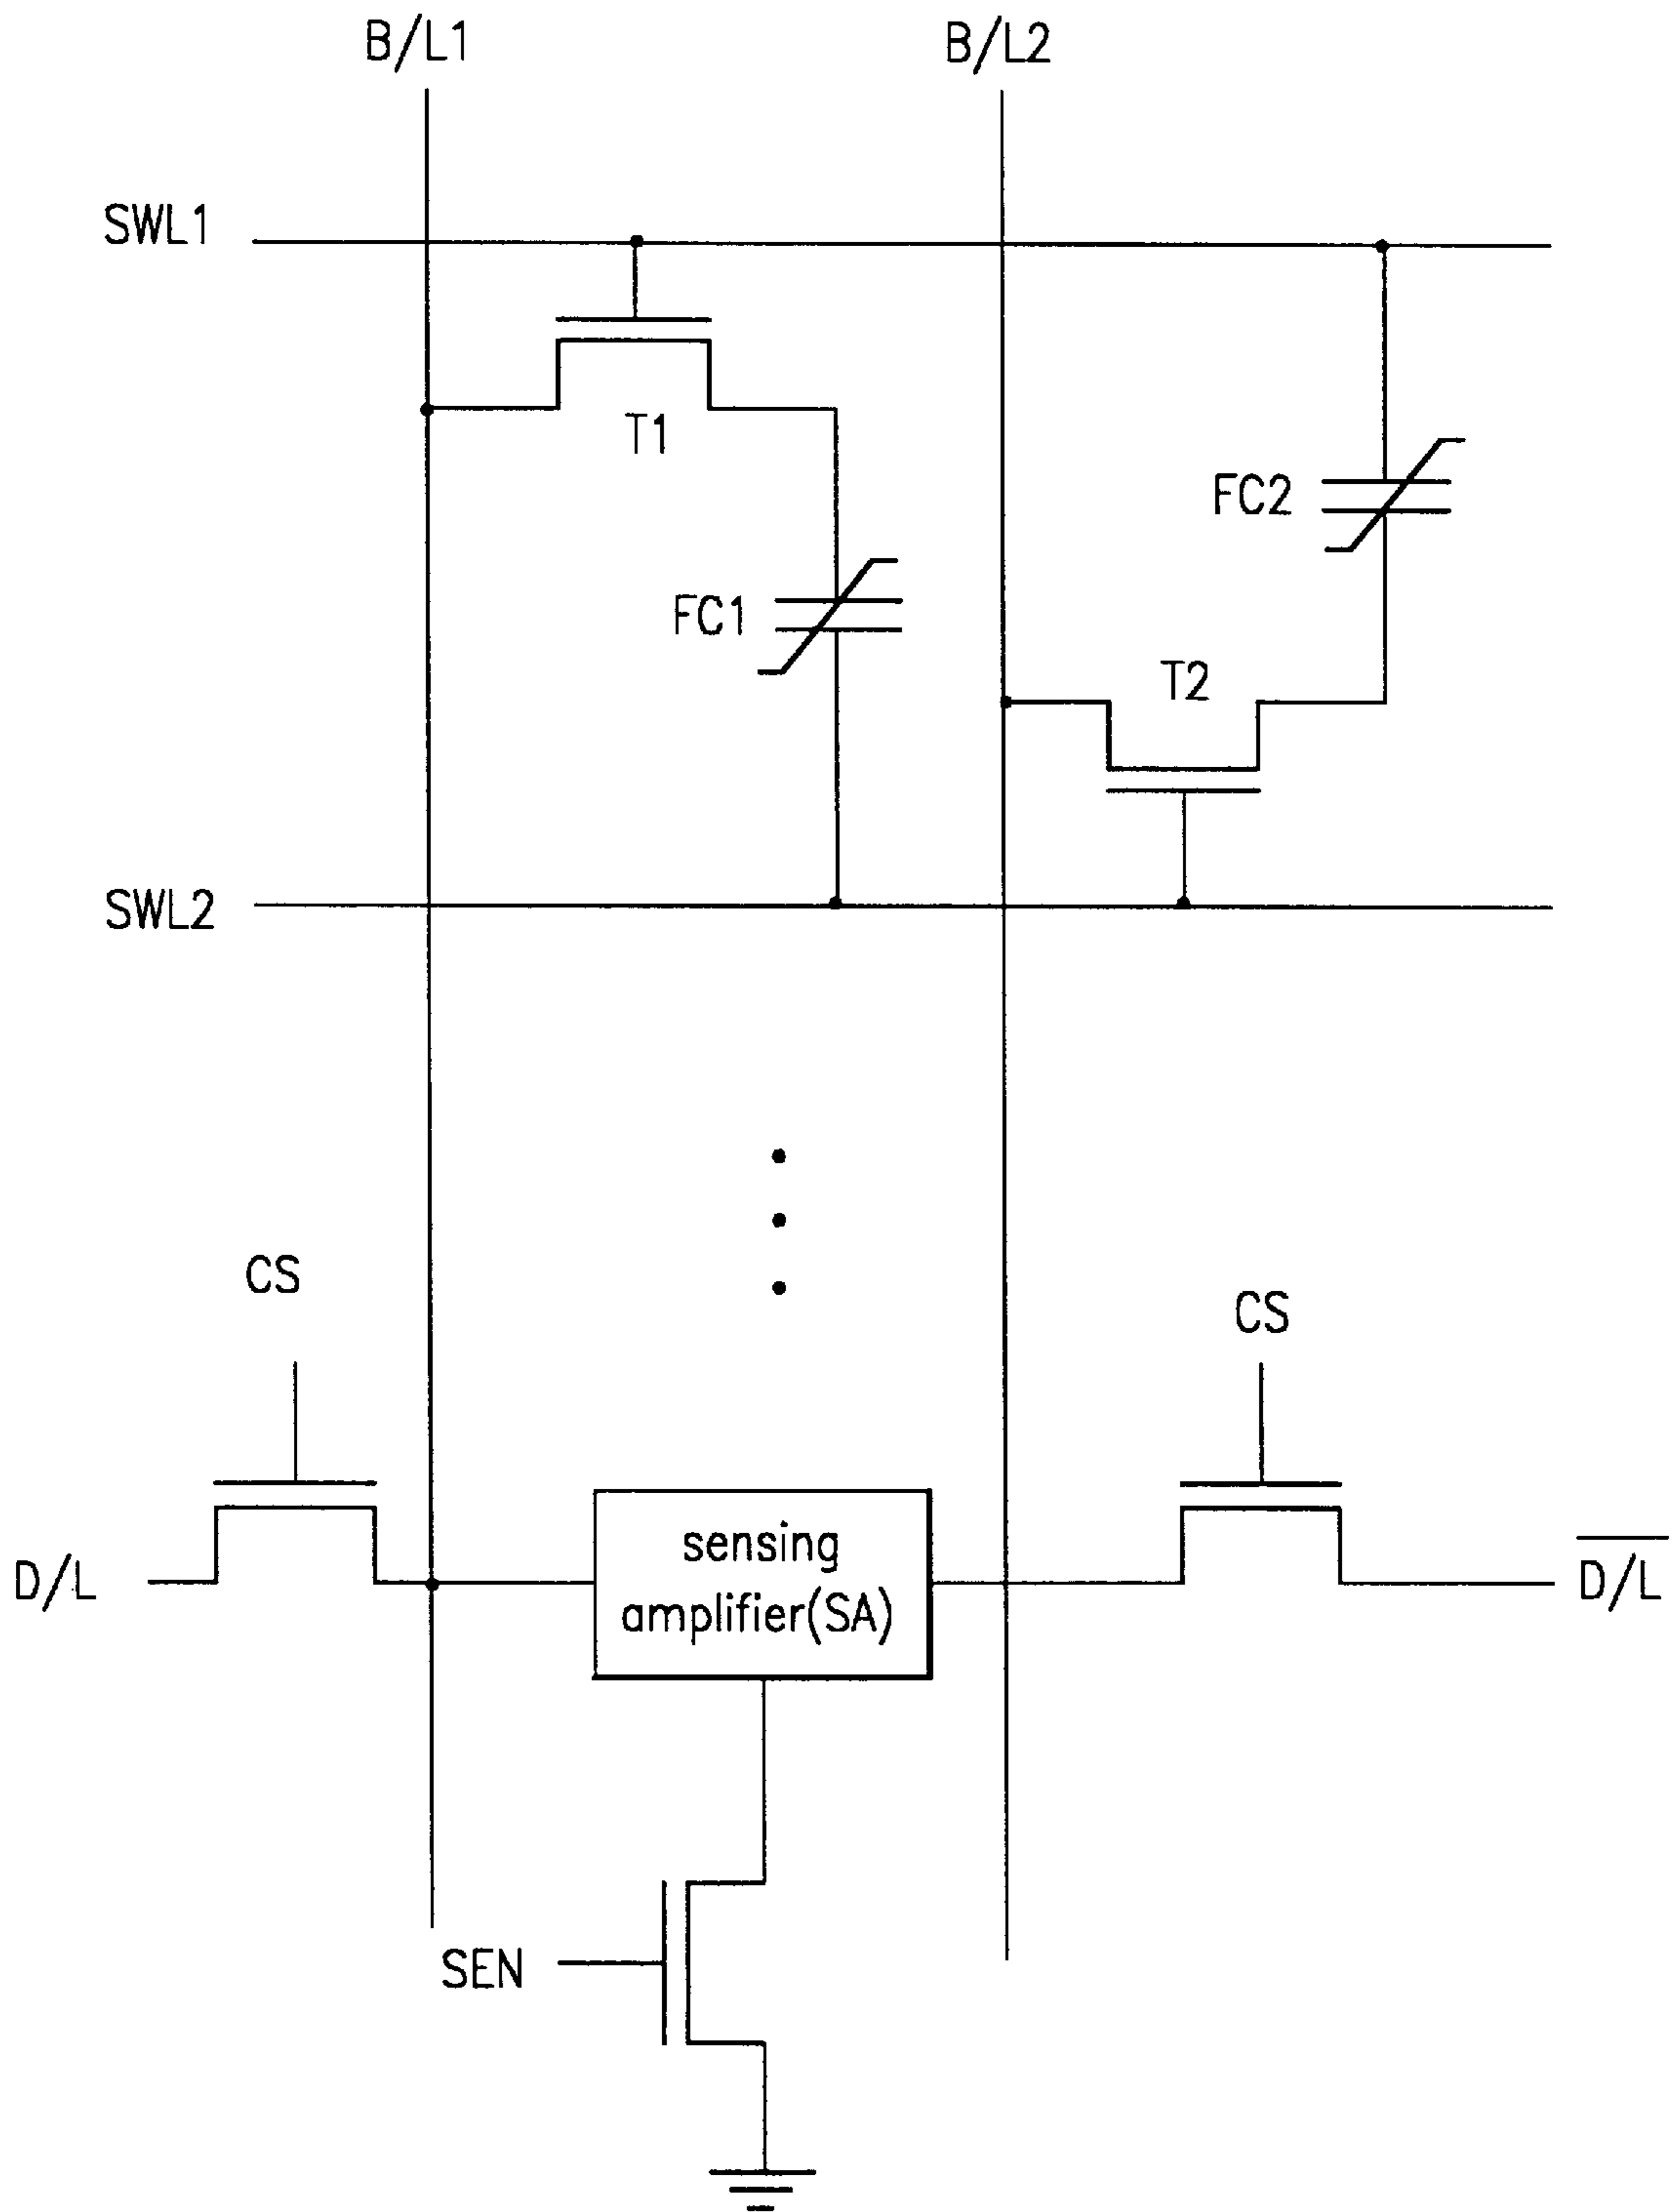 B/L1
B/L2
SWL1
T1
FC2
FC1
T2
SWL2
CS
CS
D/L
sensing
amplifier(SA)
D/L
SEN